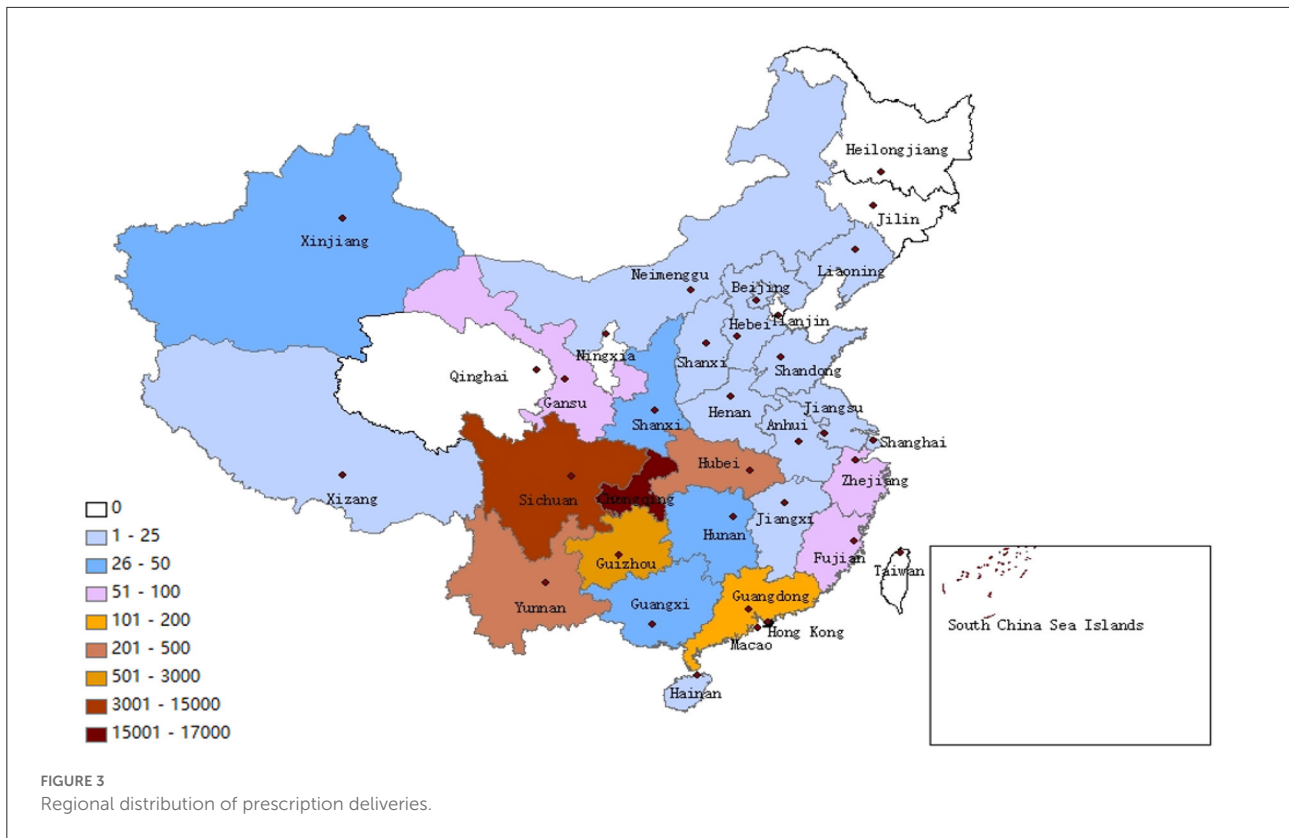 Heilongjiang
Jilin
Xinjiang
Liaoning
Neimenggu
Beijing
Tianjin
Hebei
Ningxia
Shanxi
Shandong
Qinghai
Gansu
Henan
Jiangsu
Shanxi
Anhui
Shanghai
Hubei
Zhejiang
Xizang
Sichuan
Chongqing
Jiangxi
Hunan
Fujian
Guizhou
Taiwan
Guangdong
Yunnan
Guangxi
Hong Kong
Macao
Hainan
South China Sea Islands
0
1 - 25
26 - 50
51 - 100
101 - 200
201 - 500
501 - 3000
3001 - 15000
15001 - 17000
FIGURE 3
Regional distribution of prescription deliveries.